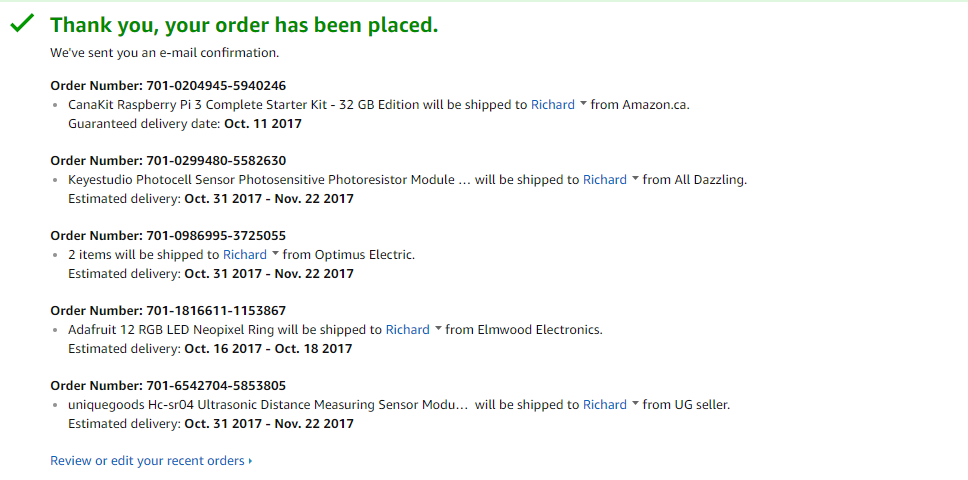 Thank you, your order has been placed.
We've sent you an e-mail confirmation.
Order Number: 701-0204945-5940246
CanaKit Raspberry Pi 3 Complete Starter Kit - 32 GB Edition will be shipped to Richard from Amazon.ca.
Guaranteed delivery date: Oct. 11 2017
Order Number: 701-0299480-5582630
Keyestudio Photocell Sensor Photosensitive Photoresistor Module ... will be shipped to Richard from All Dazzling.
Estimated delivery: Oct. 31 2017 - Nov. 22 2017
Order Number: 701-0986995-3725055
2 items will be shipped to Richard from Optimus Electric.
Estimated delivery: Oct. 31 2017 - Nov. 22 2017
Order Number: 701-1816611-1153867
Adafruit 12 RGB LED Neopixel Ring will be shipped to Richard from Elmwood Electronics.
Estimated delivery: Oct. 16 2017 - Oct. 18 2017
Order Number: 701-6542704-5853805
uniquegoods Hc-sr04 Ultrasonic Distance Measuring Sensor Modu... will be shipped to Richard from UG seller.
Estimated delivery: Oct. 31 2017 - Nov. 22 2017
Review or edit your recent orders